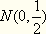 N(0, 1/2)